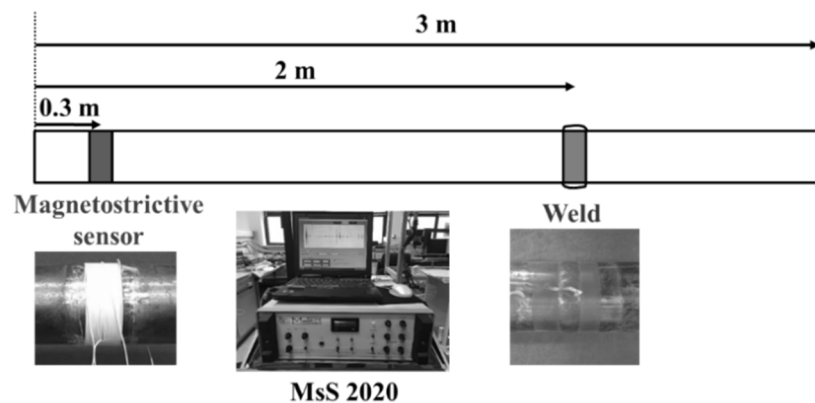 3 m
2 m
0.3 m
Magnetostrictive
sensor
Weld
MsS 2020